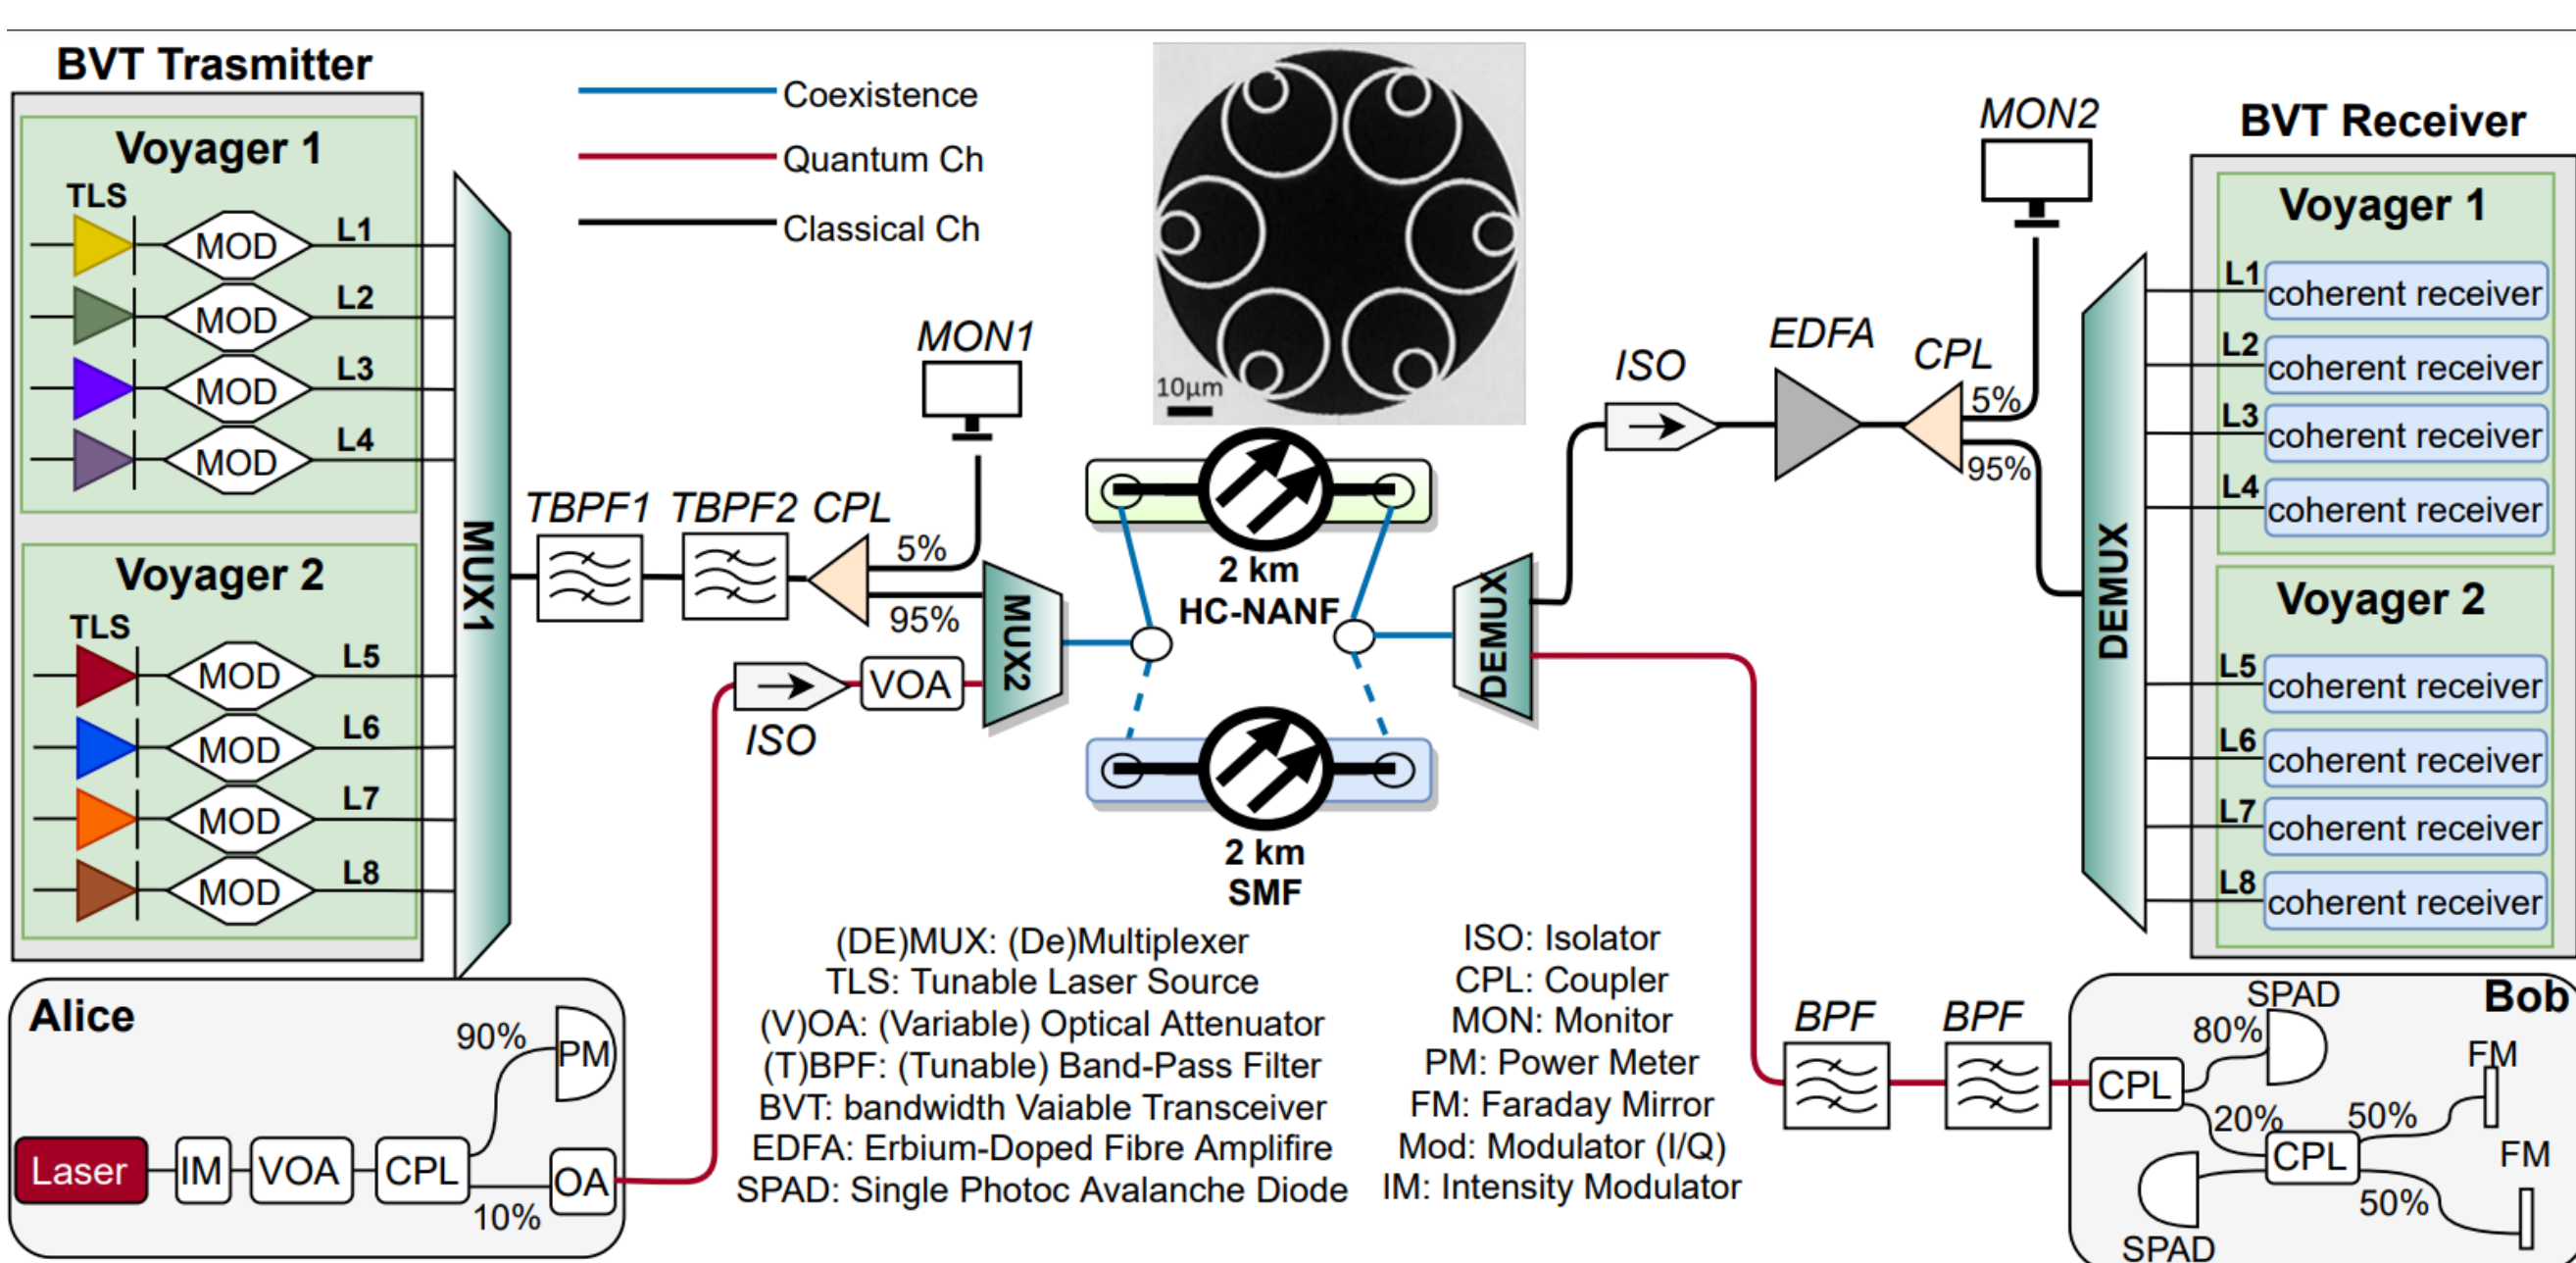 BVT Trasmitter
Voyager 1
TLS
MOD
L1
MOD
L2
MOD
L3
MOD
L4
Voyager 2
TLS
MOD
L5
MOD
L6
MOD
L7
MOD
L8
MUX1
Coexistence
Quantum Ch
Classical Ch
TBPF1
TBPF2
CPL
5%
95%
MON1
ISO
VOA
MUX2
10μm
2 km
HC-NANF
2 km
SMF
DEMUX
ISO
EDFA
CPL
5%
95%
MON2
DEMUX
BVT Receiver
Voyager 1
L1
coherent receiver
L2
coherent receiver
L3
coherent receiver
L4
coherent receiver
Voyager 2
L5
coherent receiver
L6
coherent receiver
L7
coherent receiver
L8
coherent receiver
Alice
Laser
IM
VOA
CPL
90%
PM
10%
OA
(DE)MUX: (De)Multiplexer
TLS: Tunable Laser Source
(V)OA: (Variable) Optical Attenuator
(T)BPF: (Tunable) Band-Pass Filter
BVT: bandwidth Vaiable Transceiver
EDFA: Erbium-Doped Fibre Amplifire
SPAD: Single Photoc Avalanche Diode
ISO: Isolator
CPL: Coupler
MON: Monitor
PM: Power Meter
FM: Faraday Mirror
Mod: Modulator (I/Q)
IM: Intensity Modulator
BPF
BPF
Bob
SPAD
80%
CPL
20%
CPL
50%
FM
50%
FM
SPAD